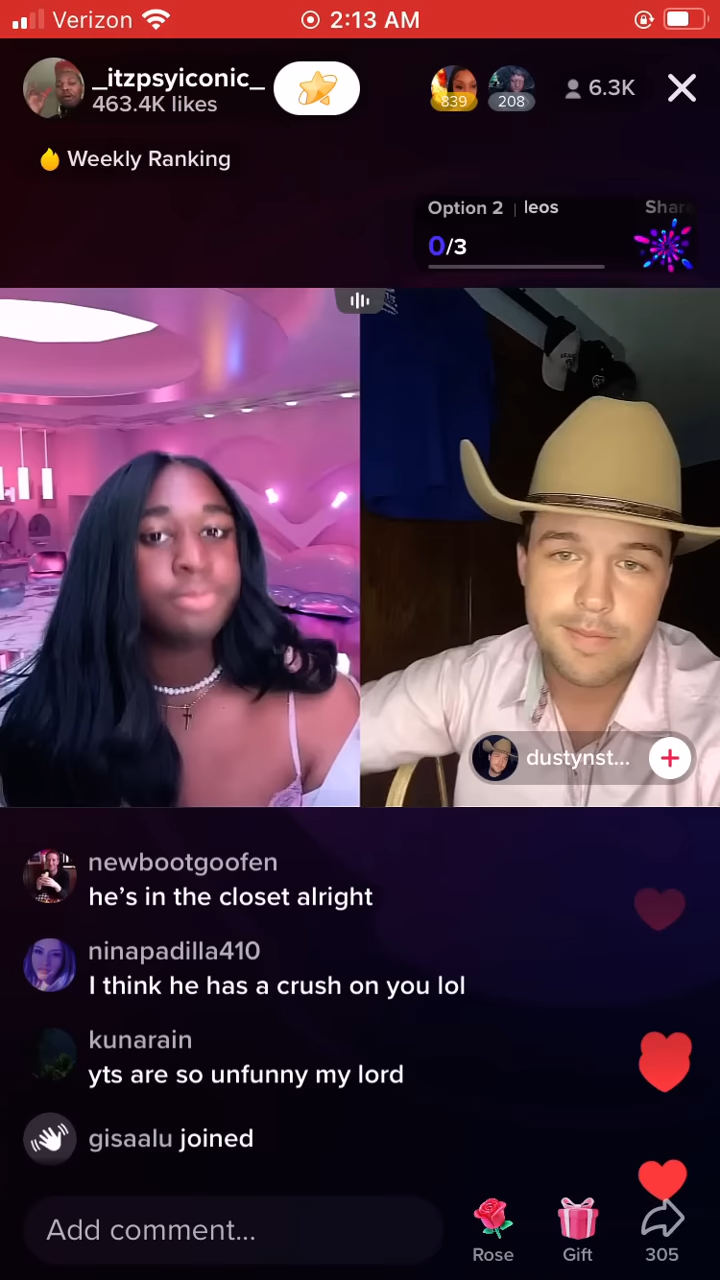 Verizon 2:13 AM
_itzpsyiconic_
463.4K likes
839
208
6.3K
Weekly Ranking
Option 2 | leos
Share
0/3
dustynst...
newbootgoofen
he’s in the closet alright
ninapadilla410
I think he has a crush on you lol
kunarain
yts are so unfunny my lord
gisaalu joined
Add comment...
Rose
Gift
305